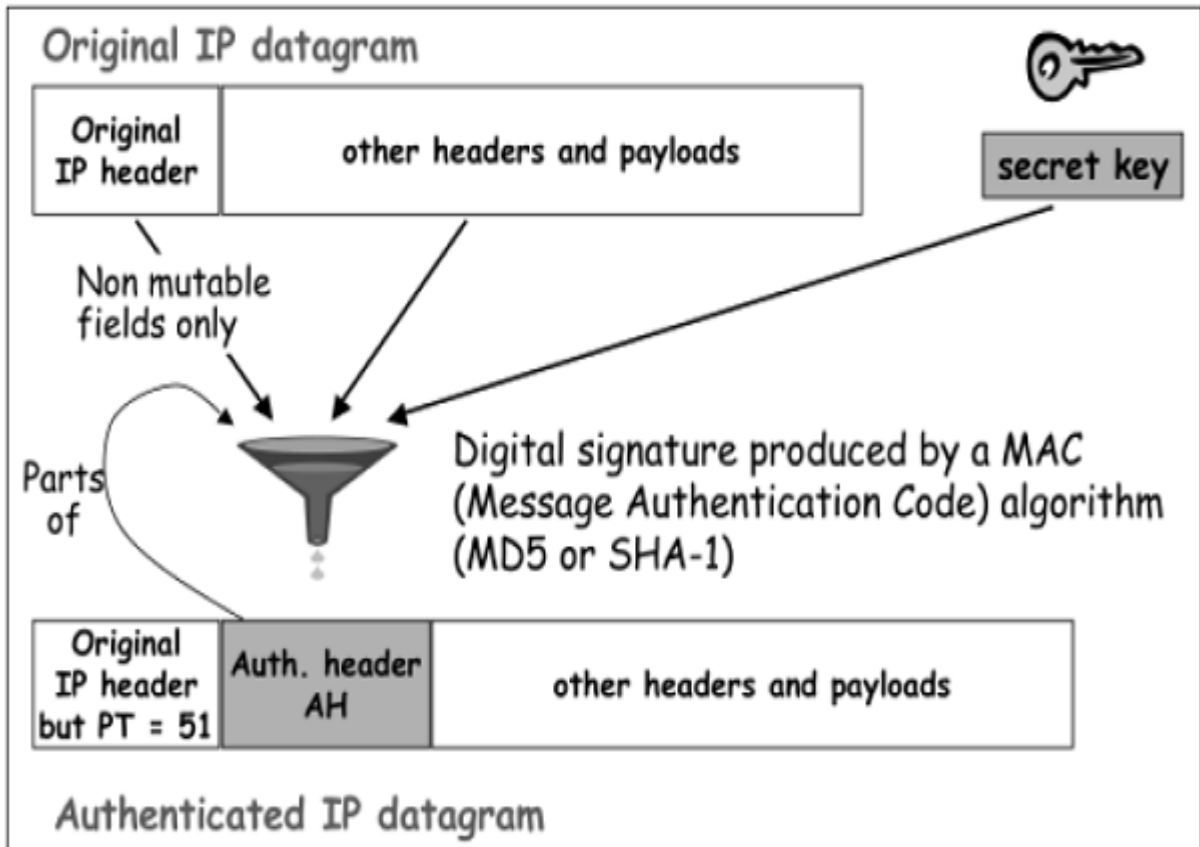 Original IP datagram
Original
IP header
other headers and payloads
secret key
Non mutable
fields only
Parts
of
Digital signature produced by a MAC
(Message Authentication Code) algorithm
(MD5 or SHA-1)
Original
IP header
but PT = 51
Auth. header
AH
other headers and payloads
Authenticated IP datagram